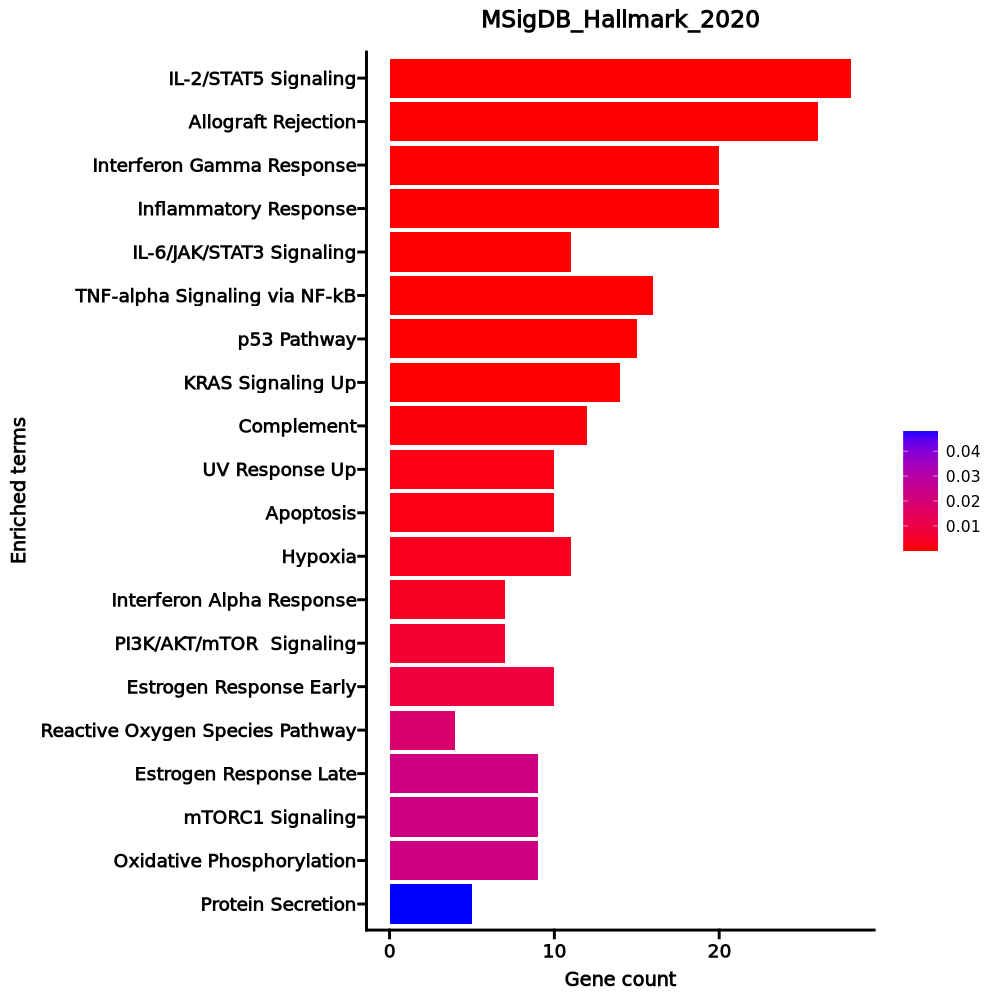 MSigDB_Hallmark_2020
IL-2/STAT5 Signaling
Allograft Rejection
Interferon Gamma Response
Inflammatory Response
IL-6/JAK/STAT3 Signaling
TNF-alpha Signaling via NF-kB
p53 Pathway
KRAS Signaling Up
Complement
UV Response Up
Apoptosis
Hypoxia
Interferon Alpha Response
PI3K/AKT/mTOR  Signaling
Estrogen Response Early
Reactive Oxygen Species Pathway
Estrogen Response Late
mTORC1 Signaling
Oxidative Phosphorylation
Protein Secretion
Enriched terms
0 10 20
Gene count
0.04
0.03
0.02
0.01